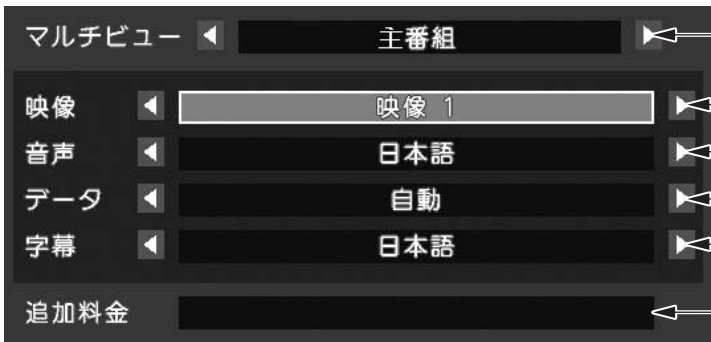 マルチビュー ◀ 主番組 ▶
映像 ◀ 映像 1 ▶
音声 ◀ 日本語 ▶
データ ◀ 自動 ▶
字幕 ◀ 日本語 ▶
追加料金